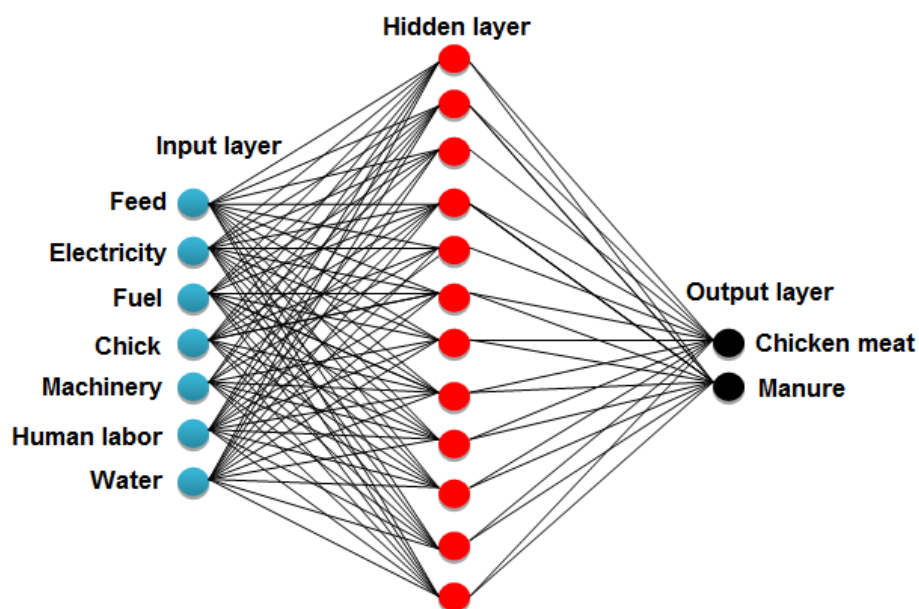 Hidden layer
Input layer
Feed
Electricity
Fuel
Chick
Machinery
Human labor
Water
Output layer
Chicken meat
Manure